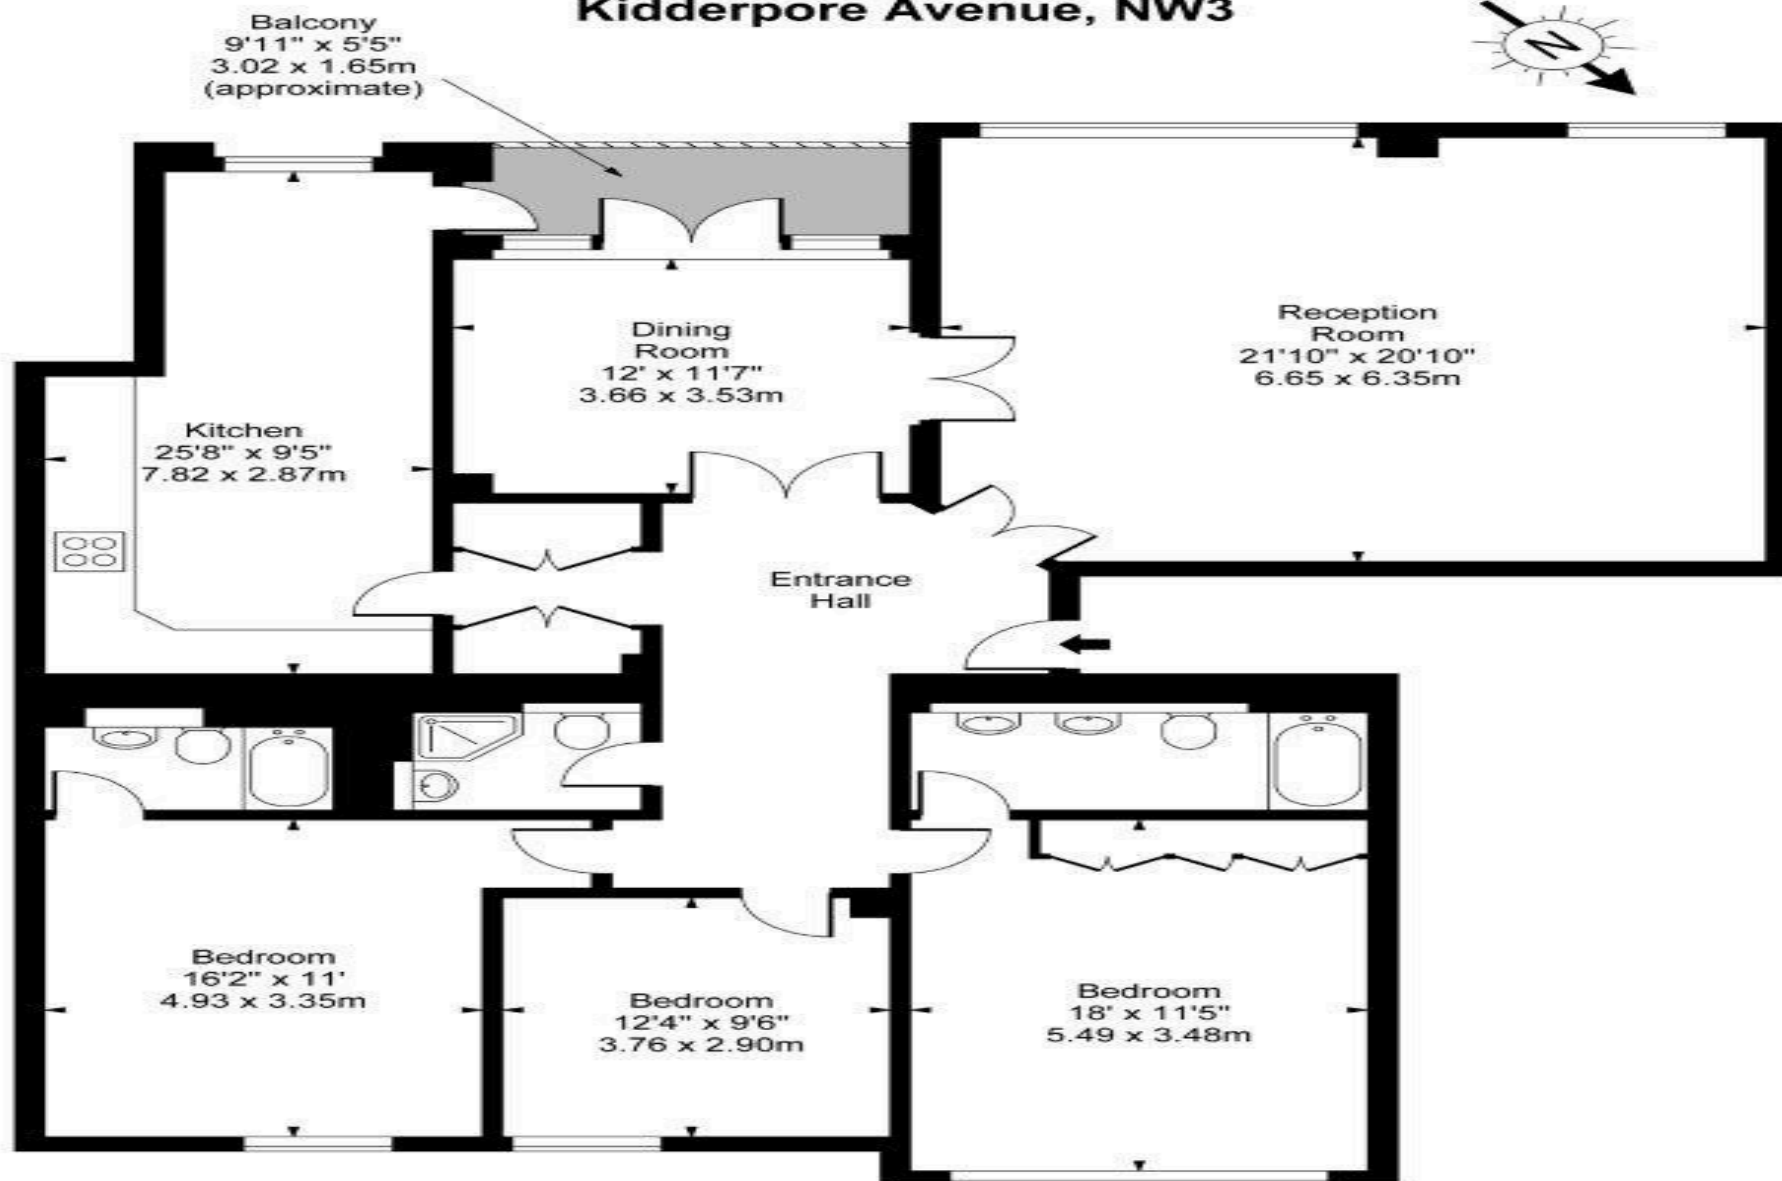 Kidderpore Avenue, NW3
Balcony
9'11" x 5'5"
3.02 x 1.65m
(approximate)
N
Reception
Room
21'10" x 20'10"
6.65 x 6.35m
Dining
Room
12' x 11'7"
3.66 x 3.53m
Kitchen
25'8" x 9'5"
7.82 x 2.87m
Entrance
Hall
Bedroom
16'2" x 11'
4.93 x 3.35m
Bedroom
12'4" x 9'6"
3.76 x 2.90m
Bedroom
18' x 11'5"
5.49 x 3.48m